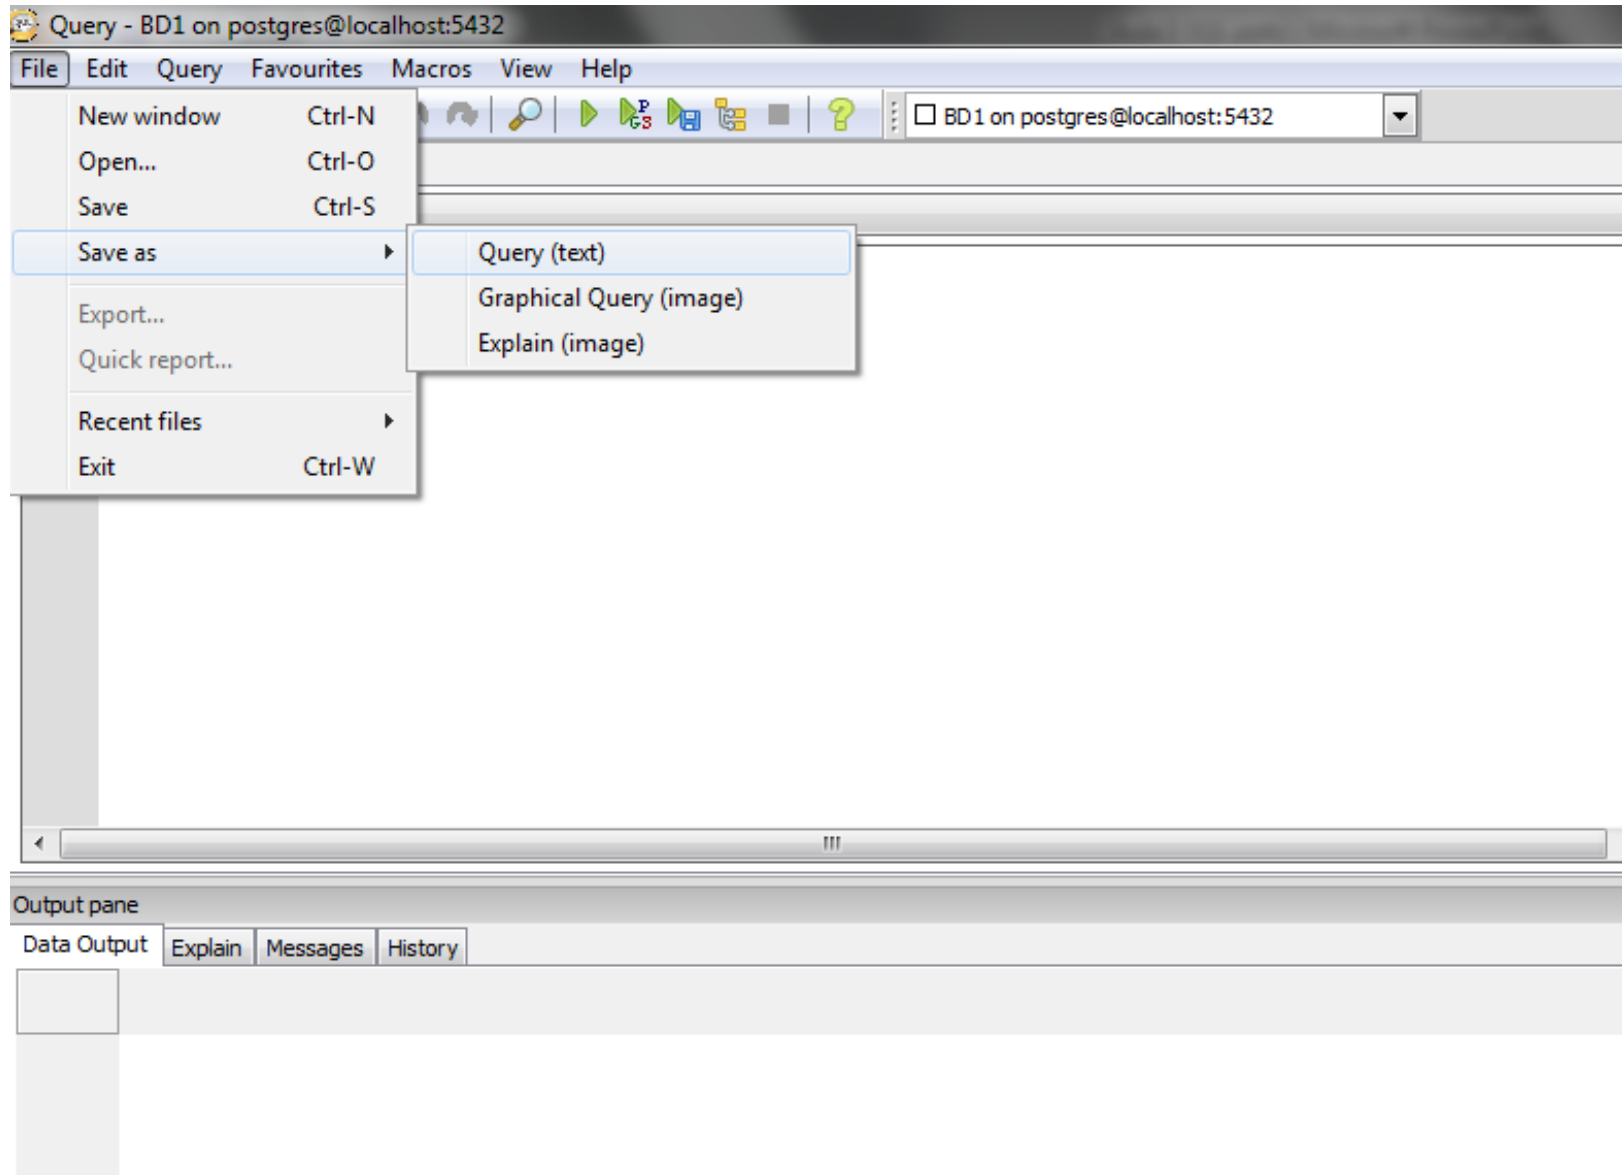 Query - BD1 on postgres@localhost:5432
File Edit Query Favourites Macros View Help
New window Ctrl-N
BD1 on postgres@localhost:5432
Open... Ctrl-O
Save Ctrl-S
Save as
Query (text)
Graphical Query (image)
Explain (image)
Export...
Quick report...
Recent files
Exit Ctrl-W
Output pane
Data Output Explain Messages History